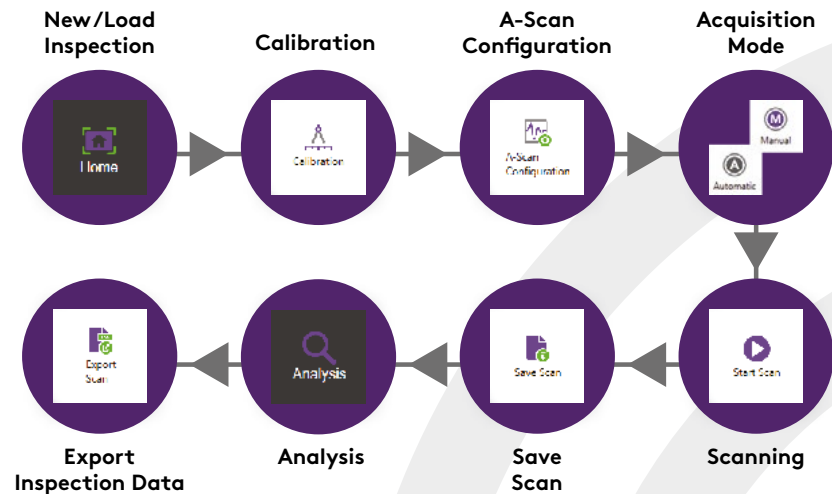 New/Load
Inspection
Calibration
A-Scan
Configuration
Acquisition
Mode
Home
Calibration
A-Scan
Configuration
M
Manual
A
Automatic
Export
Scan
Analysis
Save Scan
Start Scan
Export
Inspection Data
Analysis
Save
Scan
Scanning